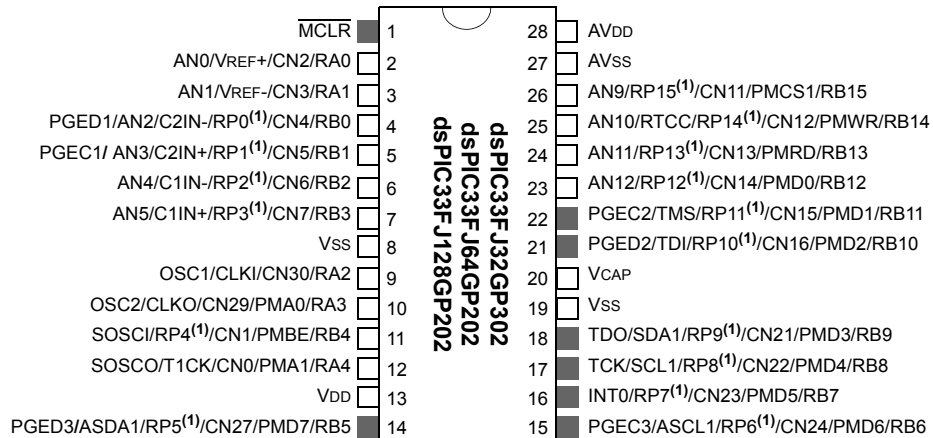 MCLR 1 28 AVDD
AN0/VREF+/CN2/RA0 2 27 AVSS
AN1/VREF-/CN3/RA1 3 26 AN9/RP15(1)/CN11/PMCS1/RB15
PGED1/AN2/C2IN-/RP0(1)/CN4/RB0 4 25 AN10/RTCC/RP14(1)/CN12/PMWR/RB14
PGEC1/ AN3/C2IN+/RP1(1)/CN5/RB1 5 24 AN11/RP13(1)/CN13/PMRD/RB13
AN4/C1IN-/RP2(1)/CN6/RB2 6 23 AN12/RP12(1)/CN14/PMD0/RB12
AN5/C1IN+/RP3(1)/CN7/RB3 7 22 PGEC2/TMS/RP11(1)/CN15/PMD1/RB11
VSS 8 21 PGED2/TDI/RP10(1)/CN16/PMD2/RB10
OSC1/CLKI/CN30/RA2 9 20 VCAP
OSC2/CLKO/CN29/PMA0/RA3 10 19 VSS
SOSCI/RP4(1)/CN1/PMBE/RB4 11 18 TDO/SDA1/RP9(1)/CN21/PMD3/RB9
SOSCO/T1CK/CN0/PMA1/RA4 12 17 TCK/SCL1/RP8(1)/CN22/PMD4/RB8
VDD 13 16 INT0/RP7(1)/CN23/PMD5/RB7
PGED3/ASDA1/RP5(1)/CN27/PMD7/RB5 14 15 PGEC3/ASCL1/RP6(1)/CN24/PMD6/RB6
dsPIC33FJ32GP302
dsPIC33FJ64GP202
dsPIC33FJ128GP202